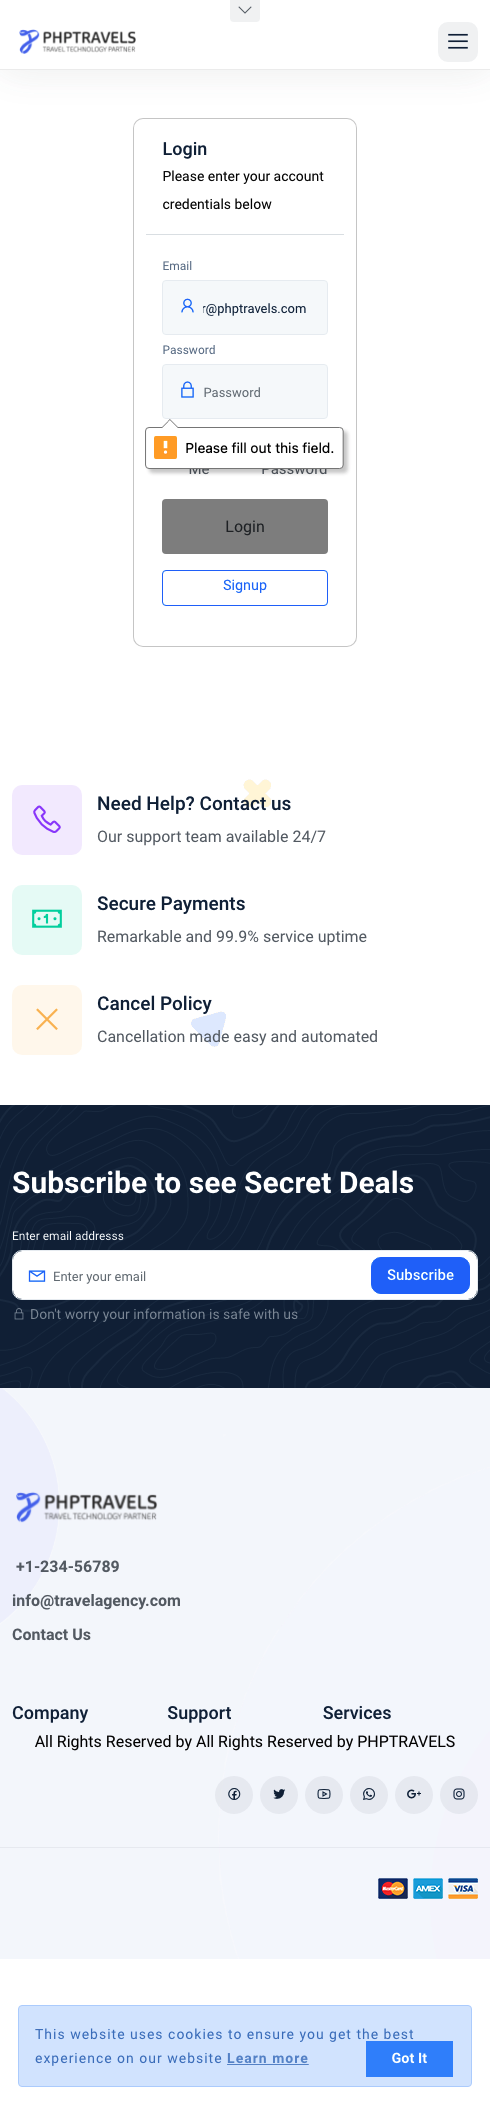 PHPTRAVELS
TRAVEL TECHNOLOGY PARTNER
Login
Please enter your account
credentials below
Email
r@phptravels.com
Password
Password
Please fill out this field.
Me Password
Login
Signup
Need Help? Contact us
Our support team available 24/7
Secure Payments
Remarkable and 99.9% service uptime
Cancel Policy
Cancellation made easy and automated
Subscribe to see Secret Deals
Enter email addresss
Enter your email
Subscribe
Don't worry your information is safe with us
PHPTRAVELS
TRAVEL TECHNOLOGY PARTNER
+1-234-56789
info@travelagency.com
Contact Us
Company Support Services
All Rights Reserved by All Rights Reserved by PHPTRAVELS
MasterCard AMEX VISA
This website uses cookies to ensure you get the best
experience on our website Learn more
Got It